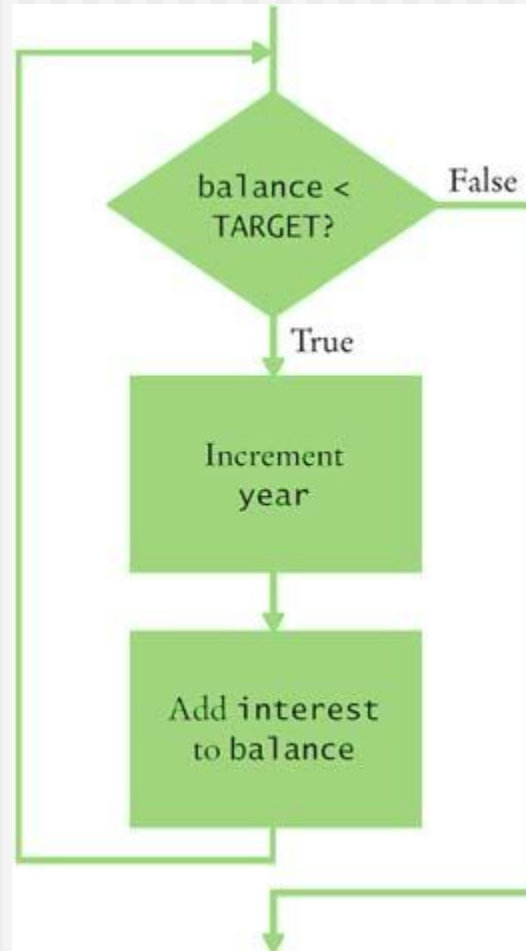 balance <
TARGET?
False
True
Increment
year
Add interest
to balance